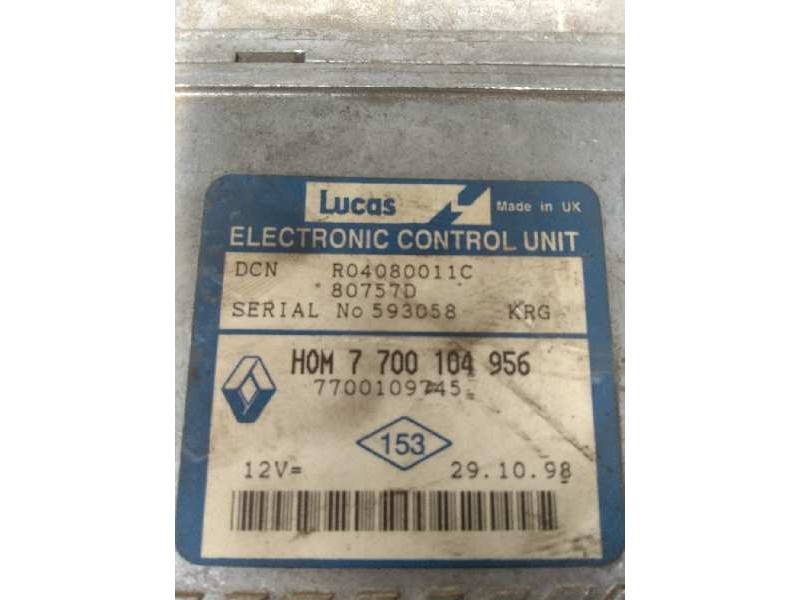 Lucas Made in UK
ELECTRONIC CONTROL UNIT
DCN R04080011C
80757D
SERIAL No 593058 KRG
HOM 7 700 104 956
7700109745
153
12V= 29.10.98